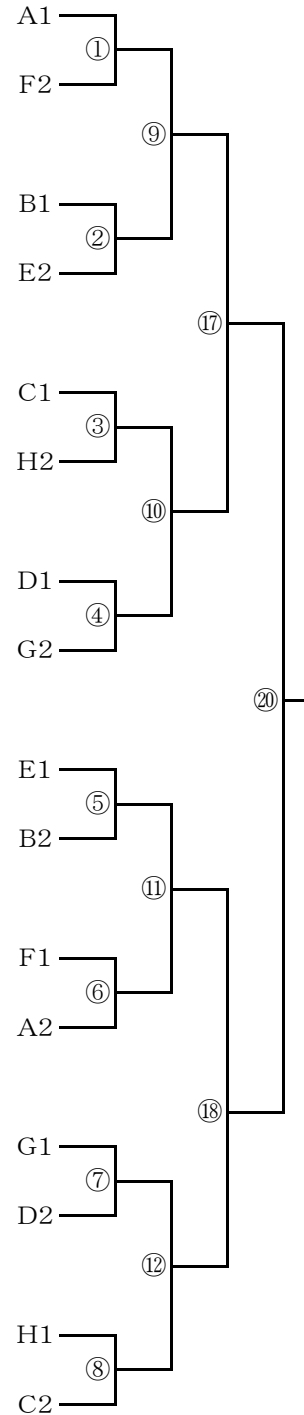 A1
①
F2
⑨
B1
②
E2
⑰
C1
③
H2
⑩
D1
④
G2
⑳
E1
⑤
B2
⑪
F1
⑥
A2
⑱
G1
⑦
D2
⑫
H1
⑧
C2